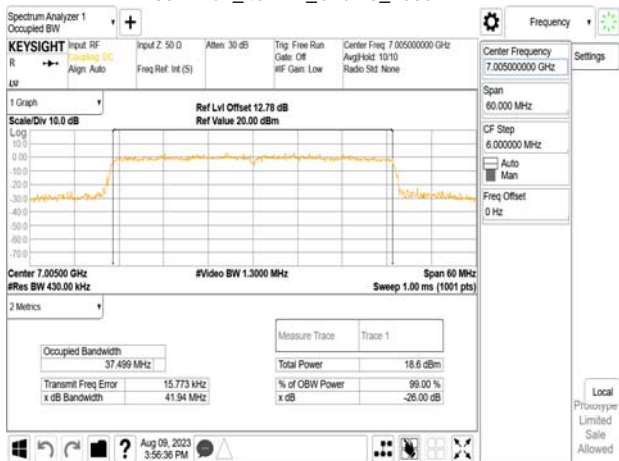 Spectrum Analyzer 1
Occupied BW
Frequency
KEYSIGHT
R
LW
Input: RF
Coupling: DC
Align: Auto
Input Z: 50 Ω
Freq Ref: Int (S)
Atten: 30 dB
Trig: Free Run
Gate: Off
#IF Gain: Low
Center Freq: 7.005000000 GHz
Avg|Hold: 10/10
Radio Std: None
Center Frequency
7.005000000 GHz
Settings
Span
60.000 MHz
CF Step
6.000000 MHz
Auto
Man
Freq Offset
0 Hz
1 Graph
Scale/Div 10.0 dB
Ref Lvl Offset 12.78 dB
Ref Value 20.00 dBm
Log
10.0
0.00
-10.0
-20.0
-30.0
-40.0
-50.0
-60.0
-70.0
Center 7.00500 GHz
#Res BW 430.00 kHz
#Video BW 1.3000 MHz
Span 60 MHz
Sweep 1.00 ms (1001 pts)
2 Metrics
Measure Trace
Trace 1
Occupied Bandwidth
37.499 MHz
Total Power
18.6 dBm
Transmit Freq Error
15.773 kHz
% of OBW Power
99.00 %
x dB Bandwidth
41.94 MHz
x dB
-26.00 dB
Local
Prototype
Limited
Sale
Allowed
?
Aug 09, 2023
3:56:36 PM